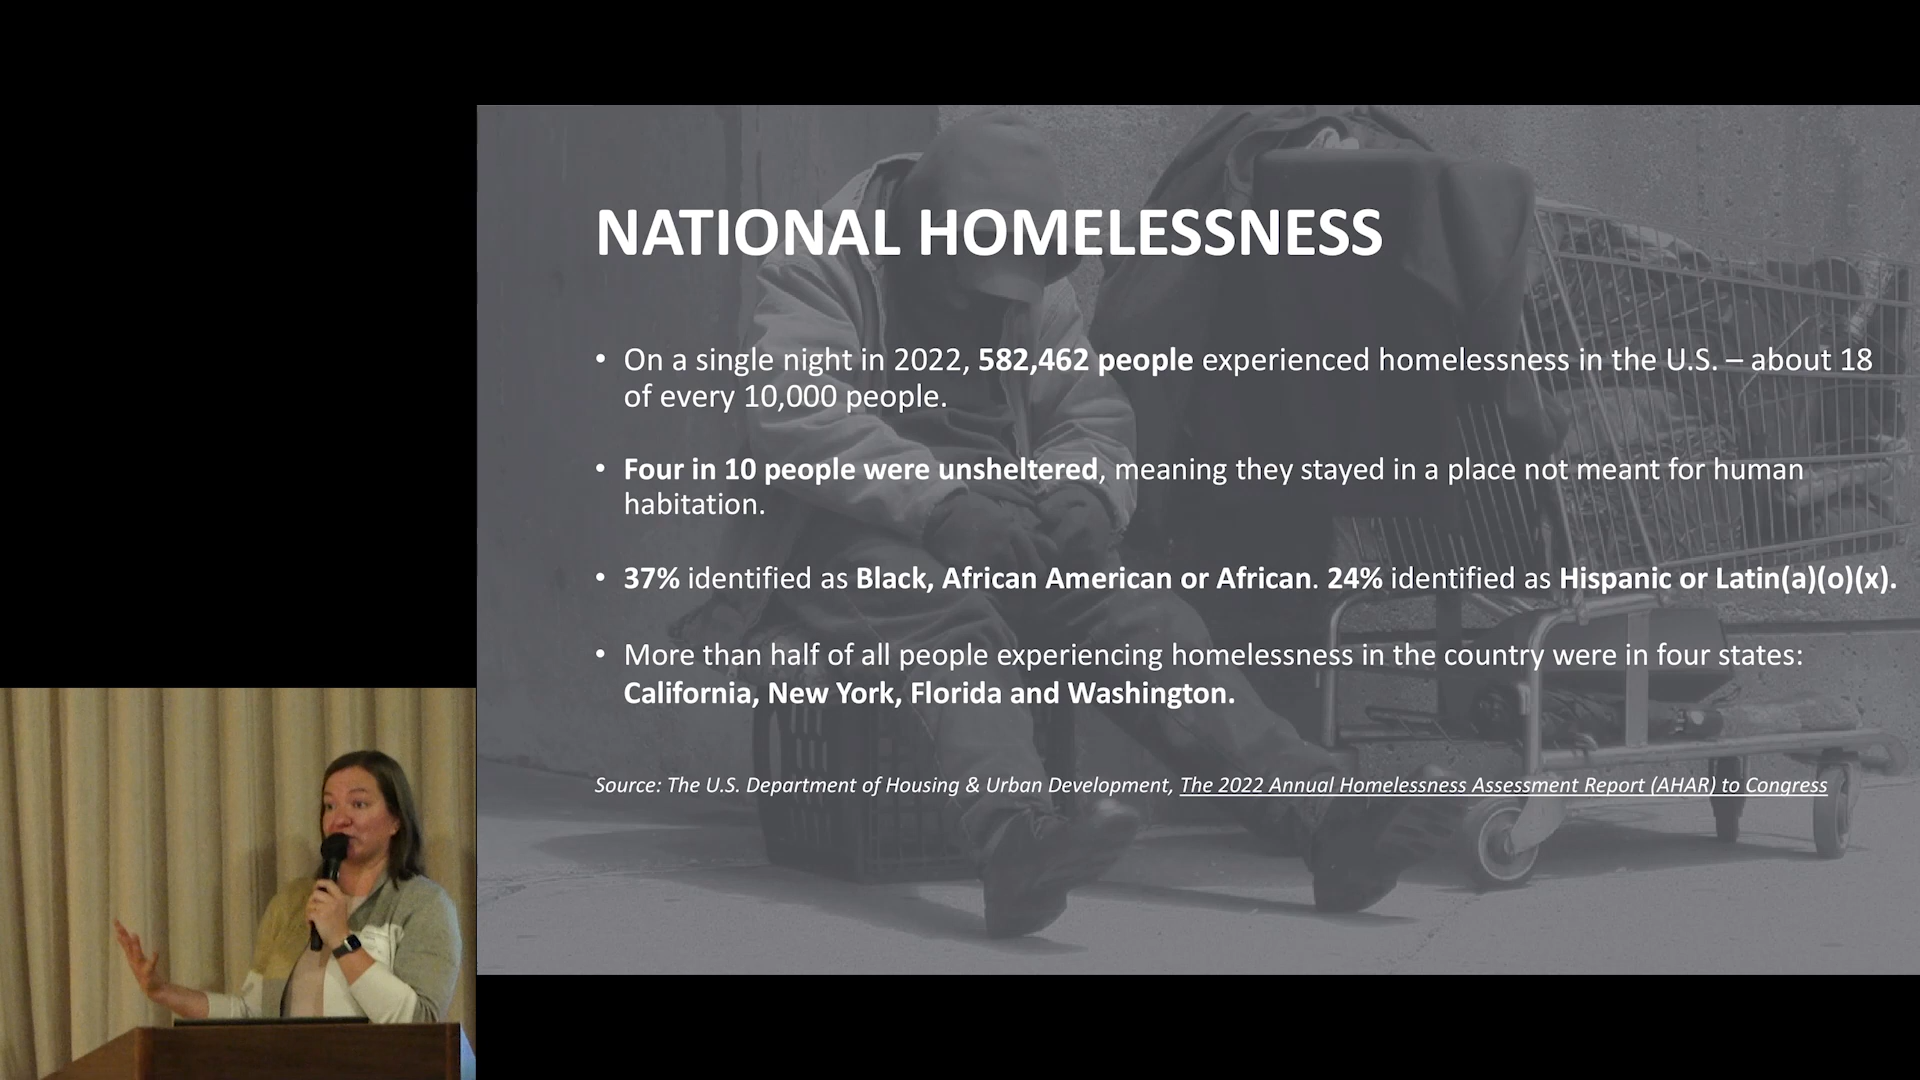 NATIONAL HOMELESSNESS
• On a single night in 2022, 582,462 people experienced homelessness in the U.S. – about 18
of every 10,000 people.
• Four in 10 people were unsheltered, meaning they stayed in a place not meant for human
habitation.
• 37% identified as Black, African American or African. 24% identified as Hispanic or Latin(a)(o)(x).
• More than half of all people experiencing homelessness in the country were in four states:
California, New York, Florida and Washington.
Source: The U.S. Department of Housing & Urban Development, The 2022 Annual Homelessness Assessment Report (AHAR) to Congress